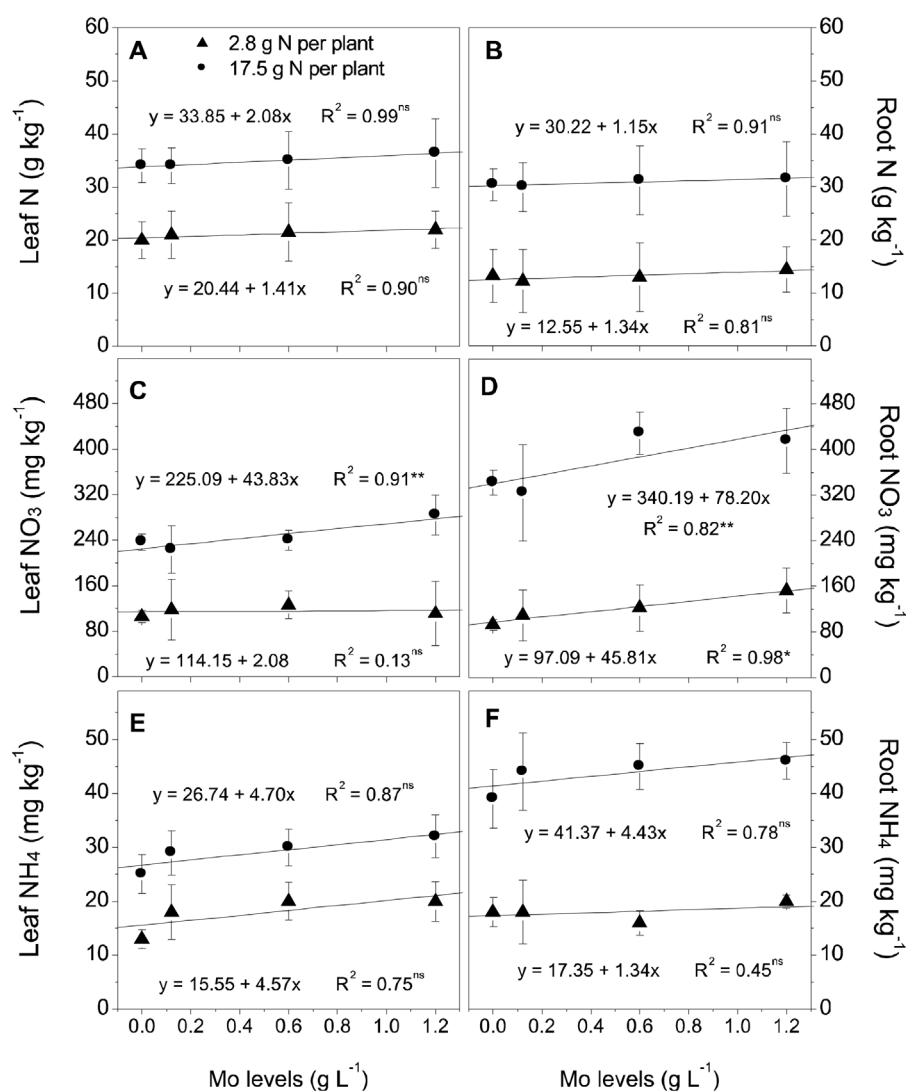 A
▲ 2.8 g N per plant
● 17.5 g N per plant
y = 33.85 + 2.08x R² = 0.99ⁿˢ
y = 20.44 + 1.41x R² = 0.90ⁿˢ
Leaf N (g kg⁻¹)
60
50
40
30
20
10
0
B
y = 30.22 + 1.15x R² = 0.91ⁿˢ
y = 12.55 + 1.34x R² = 0.81ⁿˢ
Root N (g kg⁻¹)
60
50
40
30
20
10
0
C
y = 225.09 + 43.83x R² = 0.91**
y = 114.15 + 2.08 R² = 0.13ⁿˢ
Leaf NO₃ (mg kg⁻¹)
480
400
320
240
160
80
0
D
y = 340.19 + 78.20x
R² = 0.82**
y = 97.09 + 45.81x R² = 0.98*
Root NO₃ (mg kg⁻¹)
480
400
320
240
160
80
0
E
y = 26.74 + 4.70x R² = 0.87ⁿˢ
y = 15.55 + 4.57x R² = 0.75ⁿˢ
Leaf NH₄ (mg kg⁻¹)
50
40
30
20
10
0
0.0 0.2 0.4 0.6 0.8 1.0 1.2
Mo levels (g L⁻¹)
F
y = 41.37 + 4.43x R² = 0.78ⁿˢ
y = 17.35 + 1.34x R² = 0.45ⁿˢ
Root NH₄ (mg kg⁻¹)
50
40
30
20
10
0
0.0 0.2 0.4 0.6 0.8 1.0 1.2
Mo levels (g L⁻¹)